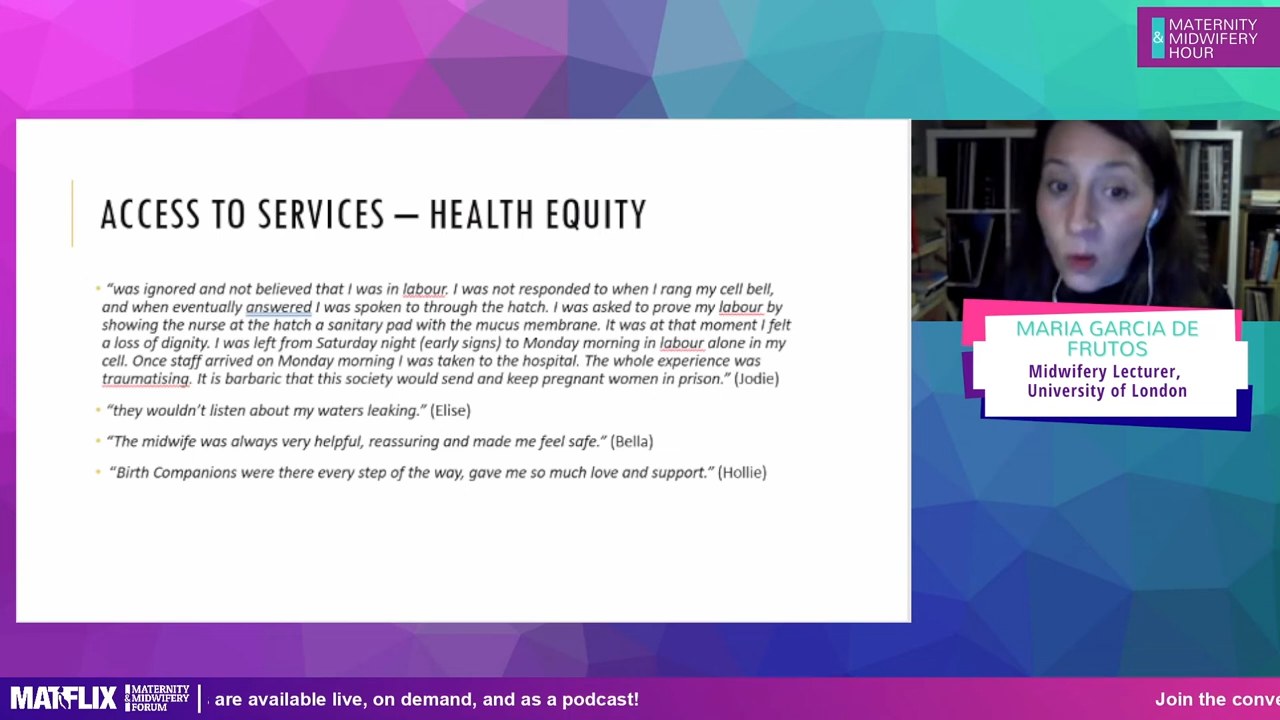 MATERNITY
& MIDWIFERY
HOUR
ACCESS TO SERVICES – HEALTH EQUITY
• “was ignored and not believed that I was in labour. I was not responded to when I rang my cell bell,
and when eventually answered I was spoken to through the hatch. I was asked to prove my labour by
showing the nurse at the hatch a sanitary pad with the mucus membrane. It was at that moment I felt
a loss of dignity. I was left from Saturday night (early signs) to Monday morning in labour alone in my
cell. Once staff arrived on Monday morning I was taken to the hospital. The whole experience was
traumatising. It is barbaric that this society would send and keep pregnant women in prison.” (Jodie)
• “they wouldn’t listen about my waters leaking.” (Elise)
• “The midwife was always very helpful, reassuring and made me feel safe.” (Bella)
• “Birth Companions were there every step of the way, gave me so much love and support.” (Hollie)
MARIA GARCIA DE
FRUTOS
Midwifery Lecturer,
University of London
MATFLIX
MATERNITY
& MIDWIFERY
FORUM
are available live, on demand, and as a podcast!
Join the conve